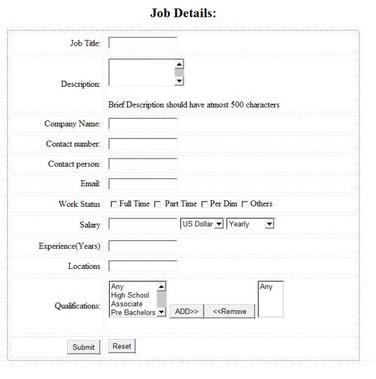 Job Details:
Job Title:
Description:
Brief Description should have atmost 500 characters
Company Name:
Contact number:
Contact person:
Email:
Work Status Full Time Part Time Per Dim Others
Salary US Dollar Yearly
Experience(Years)
Locations
Any Any
High School
Associate
Qualifications: Pre Bachelors ADD>> <<Remove
Submit Reset